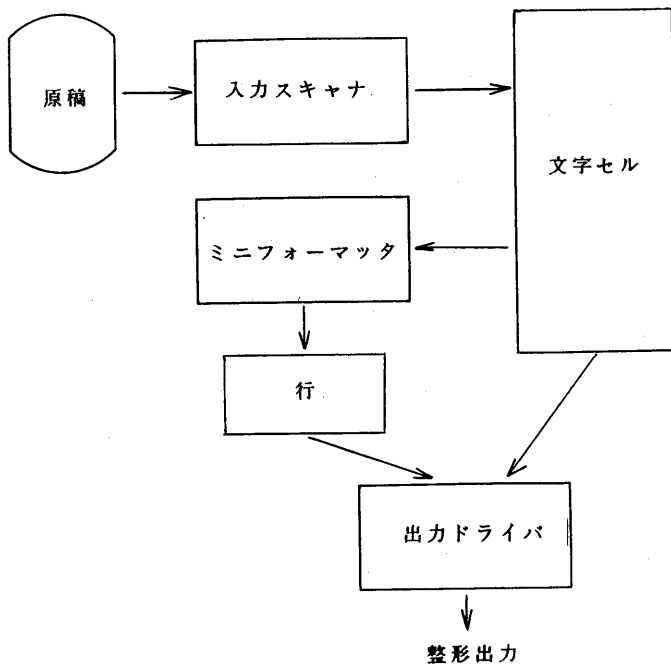 原稿
入力スキャナ
文字セル
ミニフォーマッタ
行
出力ドライバ
整形出力